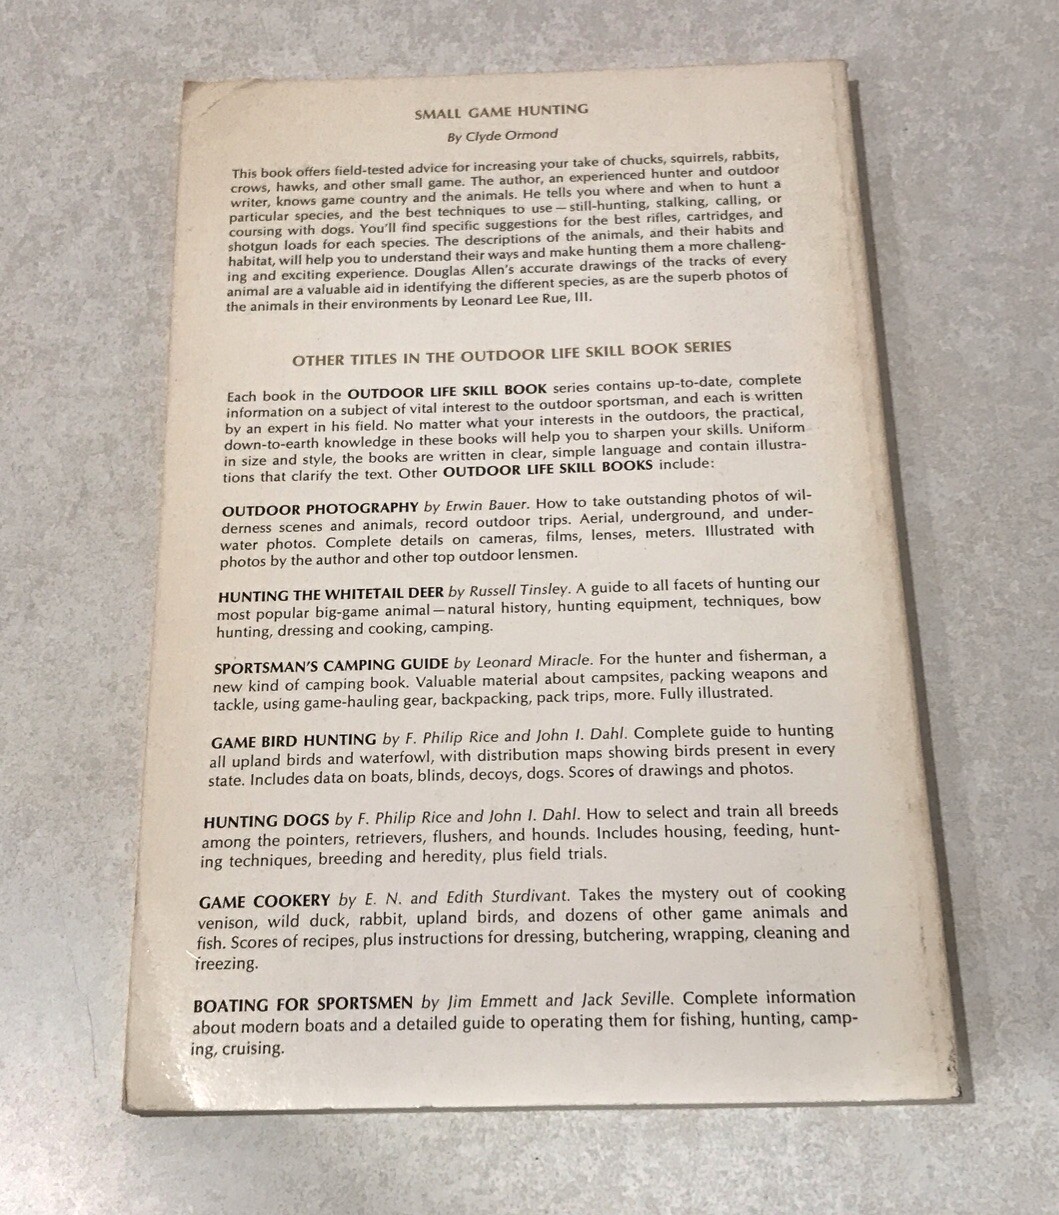 SMALL GAME HUNTING
By Clyde Ormond
This book offers field-tested advice for increasing your take of chucks, squirrels, rabbits,
crows, hawks, and other small game. The author, an experienced hunter and outdoor
writer, knows game country and the animals. He tells you where and when to hunt a
particular species, and the best techniques to use — still-hunting, stalking, calling, or
coursing with dogs. You'll find specific suggestions for the best rifles, cartridges, and
shotgun loads for each species. The descriptions of the animals, and their habits and
habitat, will help you to understand their ways and make hunting them a more challeng-
ing and exciting experience. Douglas Allen's accurate drawings of the tracks of every
animal are a valuable aid in identifying the different species, as are the superb photos of
the animals in their environments by Leonard Lee Rue, III.
OTHER TITLES IN THE OUTDOOR LIFE SKILL BOOK SERIES
Each book in the OUTDOOR LIFE SKILL BOOK series contains up-to-date, complete
information on a subject of vital interest to the outdoor sportsman, and each is written
by an expert in his field. No matter what your interests in the outdoors, the practical,
down-to-earth knowledge in these books will help you to sharpen your skills. Uniform
in size and style, the books are written in clear, simple language and contain illustra-
tions that clarify the text. Other OUTDOOR LIFE SKILL BOOKS include:
OUTDOOR PHOTOGRAPHY by Erwin Bauer. How to take outstanding photos of wil-
derness scenes and animals, record outdoor trips. Aerial, underground, and under-
water photos. Complete details on cameras, films, lenses, meters. Illustrated with
photos by the author and other top outdoor lensmen.
HUNTING THE WHITETAIL DEER by Russell Tinsley. A guide to all facets of hunting our
most popular big-game animal — natural history, hunting equipment, techniques, bow
hunting, dressing and cooking, camping.
SPORTSMAN'S CAMPING GUIDE by Leonard Miracle. For the hunter and fisherman, a
new kind of camping book. Valuable material about campsites, packing weapons and
tackle, using game-hauling gear, backpacking, pack trips, more. Fully illustrated.
GAME BIRD HUNTING by F. Philip Rice and John I. Dahl. Complete guide to hunting
all upland birds and waterfowl, with distribution maps showing birds present in every
state. Includes data on boats, blinds, decoys, dogs. Scores of drawings and photos.
HUNTING DOGS by F. Philip Rice and John I. Dahl. How to select and train all breeds
among the pointers, retrievers, flushers, and hounds. Includes housing, feeding, hunt-
ing techniques, breeding and heredity, plus field trials.
GAME COOKERY by E. N. and Edith Sturdivant. Takes the mystery out of cooking
venison, wild duck, rabbit, upland birds, and dozens of other game animals and
fish. Scores of recipes, plus instructions for dressing, butchering, wrapping, cleaning and
freezing.
BOATING FOR SPORTSMEN by Jim Emmett and Jack Seville. Complete information
about modern boats and a detailed guide to operating them for fishing, hunting, camp-
ing, cruising.